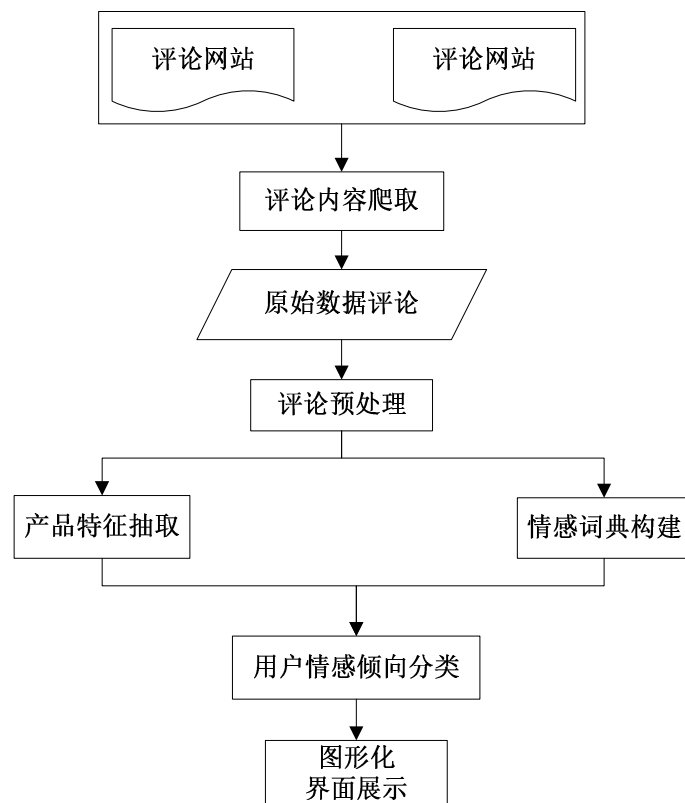 评论网站
评论网站
评论内容爬取
原始数据评论
评论预处理
产品特征抽取
情感词典构建
用户情感倾向分类
图形化
界面展示